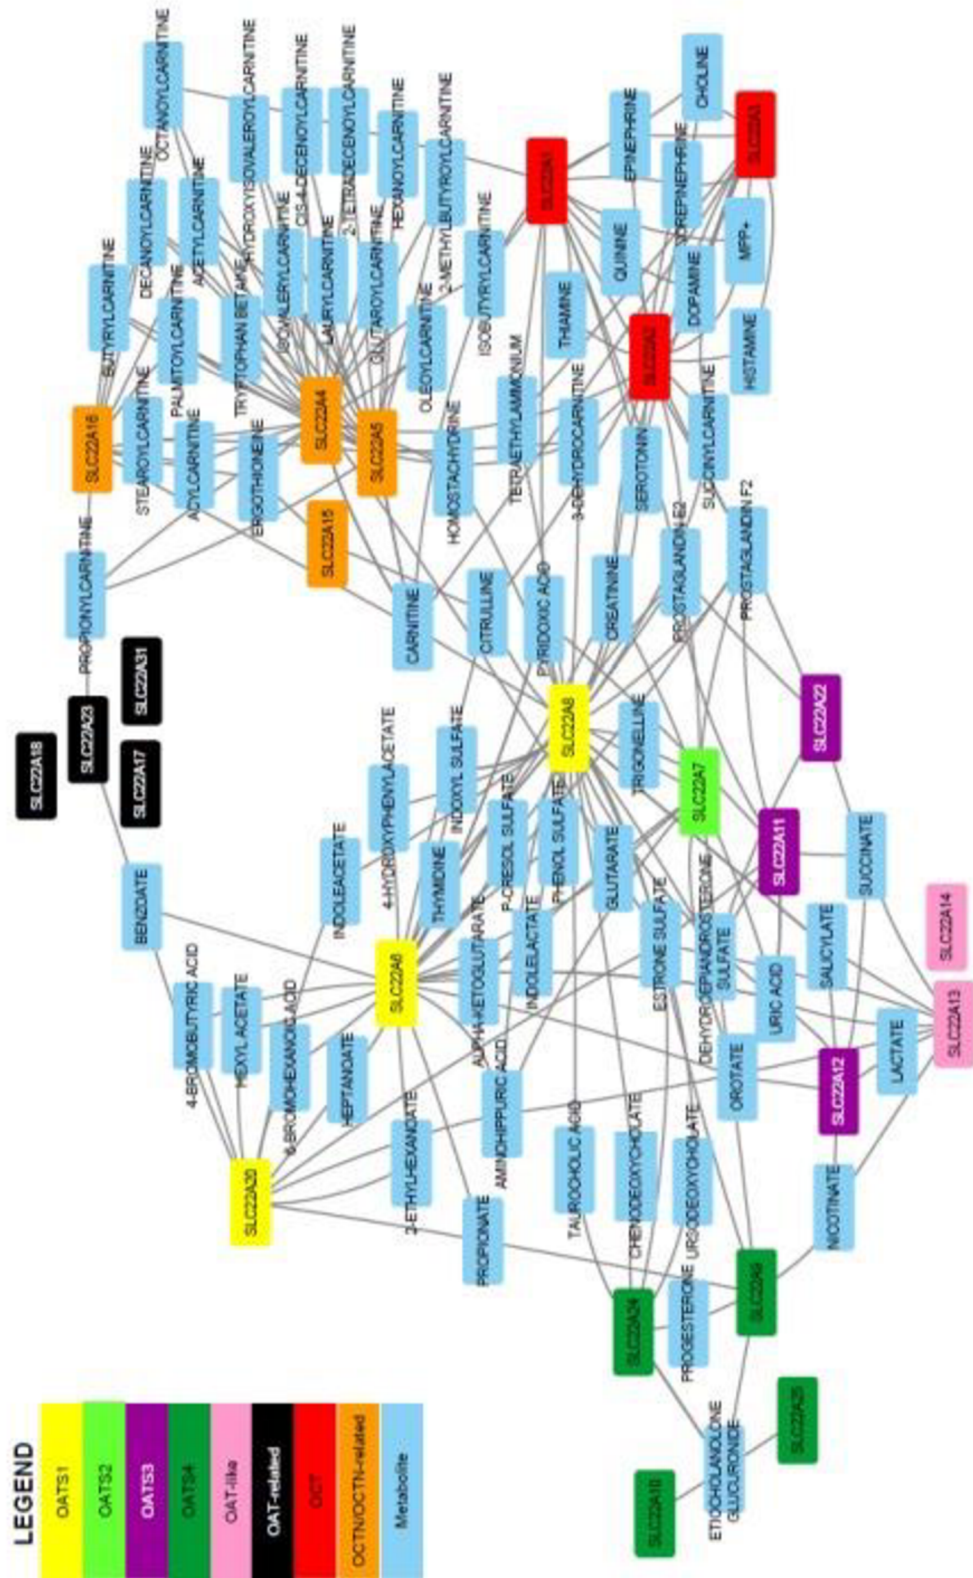 LEGEND
OATS1
OATS2
OATS3
OATS4
OAT-like
OAT-related
OCT
OCTN/OCTN-related
Metabolite
SLC22A18
SLC22A23
SLC22A17
SLC22A31
PROPIONYLCARNITINE
SLC22A16
BUTYRYLCARNITINE
DECANOYLCARNITINE
OCTANOYLCARNITINE
STEAROYLCARNITINE
PALMITOYLCARNITINE
ACETYLCARNITINE
ACYLCARNITINE
TRYPTOPHAN BETAINE
HYDROXYISOVALEROYLCARNITINE
ERGOTHIONEINE
ISOVALERYLCARNITINE
CIS-4-DECENOYLCARNITINE
SLC22A4
LAURYLCARNITINE
2-TETRADECENOYLCARNITINE
SLC22A15
SLC22A5
GLUTAROYLCARNITINE
HEXANOYLCARNITINE
CARNITINE
OLEOYLCARNITINE
2-METHYLBUTYROYLCARNITINE
HOMOSTACHYDRINE
ISOBUTYRYLCARNITINE
CITRULLINE
TETRAETHYLAMMONIUM
SLC22A1
PYRIDOXIC ACID
3-DEHYDROCARNITINE
THIAMINE
CREATININE
SEROTONIN
QUININE
EPINEPHRINE
SLC22A2
PROSTAGLANDIN E2
SUCCINYLCARNITINE
DOPAMINE
NOREPINEPHRINE
CHOLINE
PROSTAGLANDIN F2
HISTAMINE
MPP+
SLC22A3
BENZOATE
4-BROMOBUTYRIC ACID
HEXYL ACETATE
6-BROMOHEXANOIC ACID
HEPTANOATE
SLC22A20
INDOLEACETATE
4-HYDROXYPHENYLACETATE
SLC22A6
THYMIDINE
INDOXYL SULFATE
2-ETHYLHEXANOATE
ALPHA-KETOGLUTARATE
P-CRESOL SULFATE
PROPIONATE
AMINOHIPPURIC ACID
INDOLELACTATE
PHENOL SULFATE
SLC22A8
TAUROCHOLIC ACID
GLUTARATE
TRIGONELLINE
CHENODEOXYCHOLATE
ESTRONE SULFATE
SLC22A7
SLC22A24
URSODEOXYCHOLATE
DEHYDROEPIANDROSTERONE
SULFATE
PROGESTERONE
OROTATE
URIC ACID
SLC22A11
SLC22A22
SLC22A9
SALICYLATE
SUCCINATE
NICOTINATE
SLC22A12
LACTATE
SLC22A14
SLC22A13
ETIOCHOLANOLONE
GLUCURONIDE
SLC22A10
SLC22A25